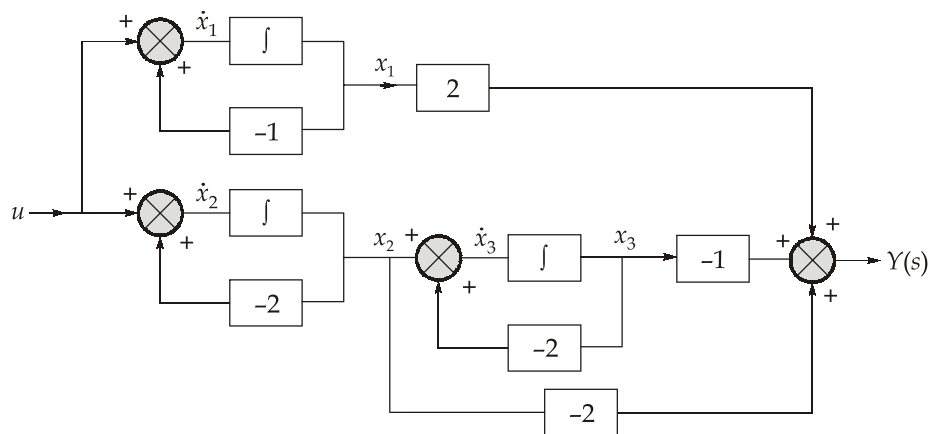 + ẋ₁ ∫
+
x₁ 2
–1
u + ẋ₂ ∫
+
x₂ + ẋ₃ ∫ x₃ –1 + + Y(s)
–2
+
+
–2
–2